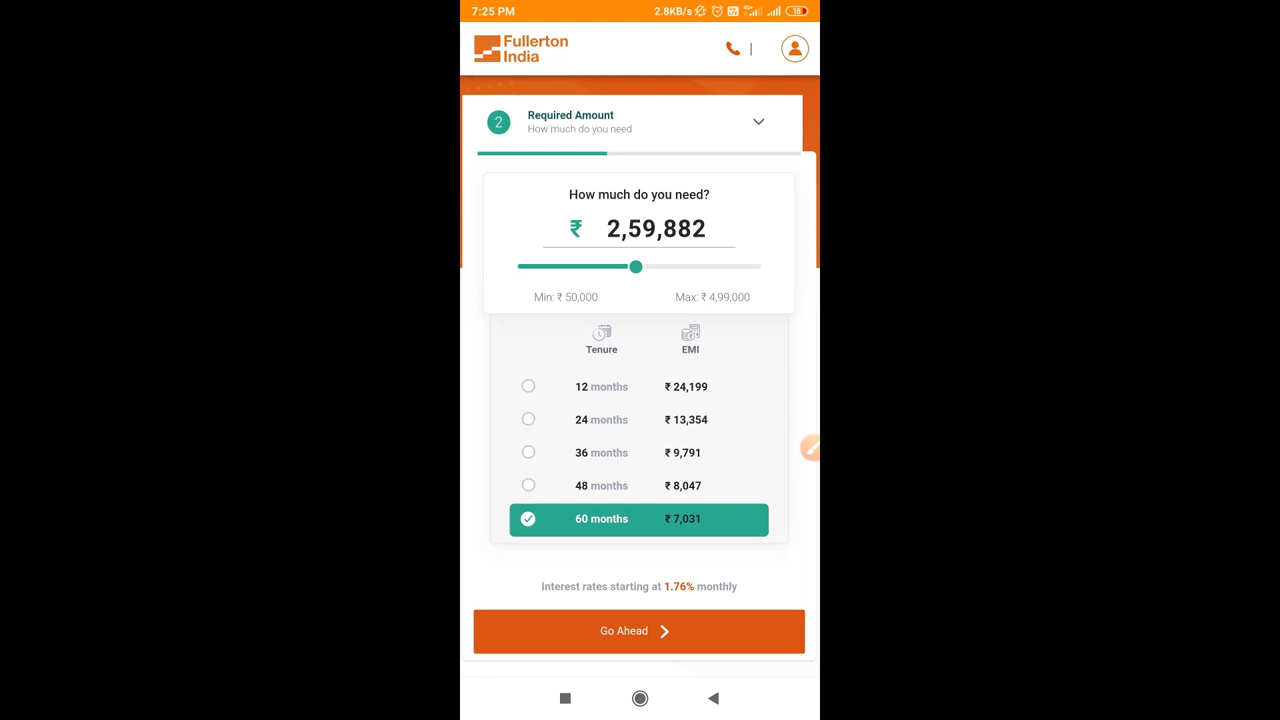 7:25 PM 2.8KB/s 4G+ 18
Fullerton
India
2 Required Amount
How much do you need
How much do you need?
₹ 2,59,882
Min: ₹ 50,000 Max: ₹ 4,99,000
Tenure EMI
12 months ₹ 24,199
24 months ₹ 13,354
36 months ₹ 9,791
48 months ₹ 8,047
60 months ₹ 7,031
Interest rates starting at 1.76% monthly
Go Ahead